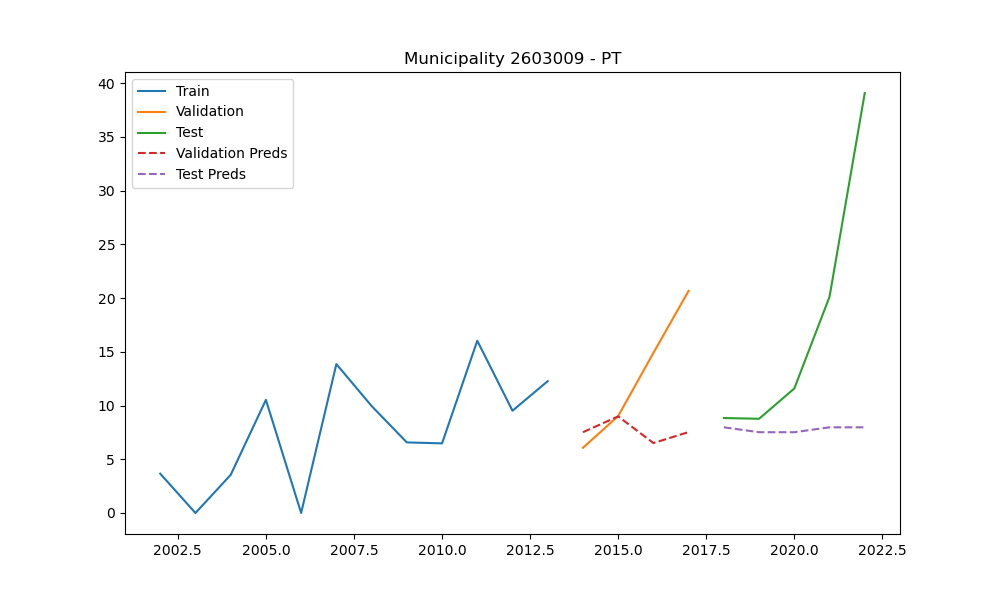 Municipality 2603009 - PT
Train
Validation
Test
Validation Preds
Test Preds
40
35
30
25
20
15
10
5
0
2002.5 2005.0 2007.5 2010.0 2012.5 2015.0 2017.5 2020.0 2022.5